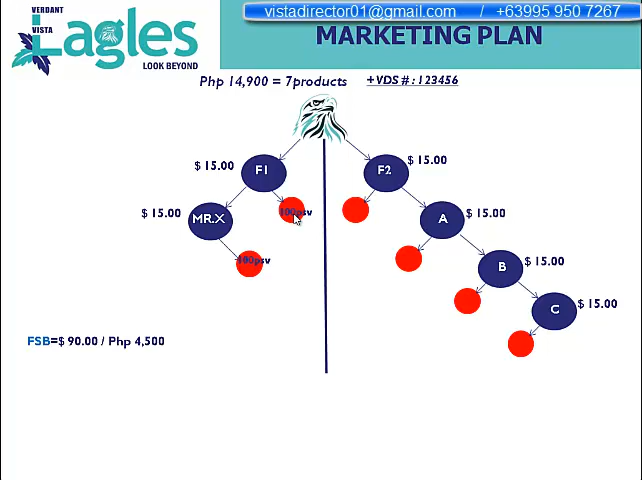 vistadirector01@gmail.com / +63995 950 7267
VERDANT
VISTA
Eagles
LOOK BEYOND
MARKETING PLAN
Php 14,900 = 7products +VDS # : 123456
$ 15.00 F1 F2 $ 15.00
$ 15.00 MR.X 100psv A $ 15.00
100psv B $ 15.00
C $ 15.00
FSB=$ 90.00 / Php 4,500